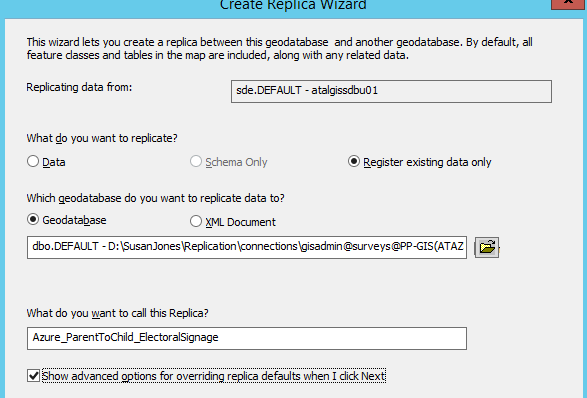 Create Replica Wizard
This wizard lets you create a replica between this geodatabase and another geodatabase. By default, all
feature classes and tables in the map are included, along with any related data.
Replicating data from: sde.DEFAULT - atalgissdbu01
What do you want to replicate?
Data Schema Only Register existing data only
Which geodatabase do you want to replicate data to?
Geodatabase XML Document
dbo.DEFAULT - D:\SusanJones\Replication\connections\gisadmin@surveys@PP-GIS(ATAZ
What do you want to call this Replica?
Azure_ParentToChild_ElectoralSignage
Show advanced options for overriding replica defaults when I click Next